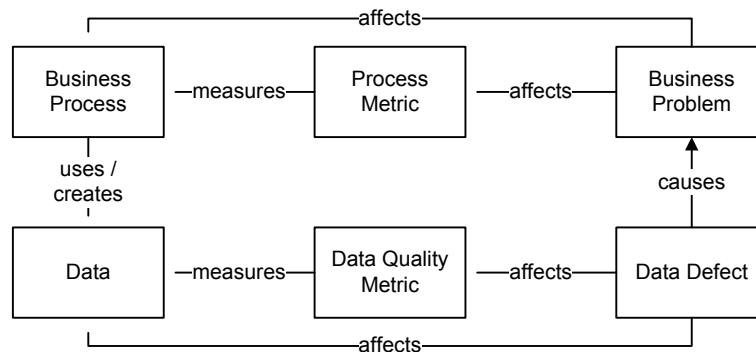 affects
Business
Process
measures
Process
Metric
affects
Business
Problem
uses /
creates
causes
Data
measures
Data Quality
Metric
affects
Data Defect
affects